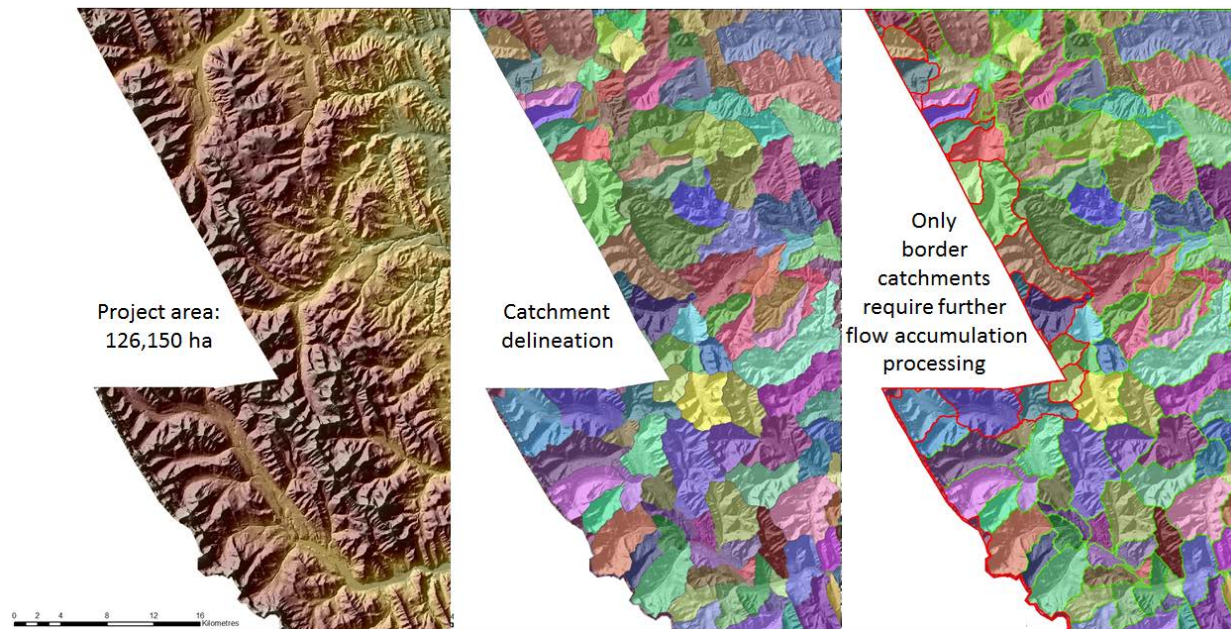 Project area:
126,150 ha
Catchment
delineation
Only
border
catchments
require further
flow accumulation
processing
0 2 4 8 12 16
Kilometres